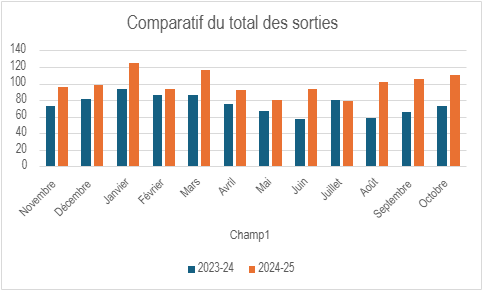 Comparatif du total des sorties
140
120
100
80
60
40
20
0
Novembre
Décembre
Janvier
Février
Mars
Avril
Mai
Juin
Juillet
Août
Septembre
Octobre
Champ1
2023-24
2024-25